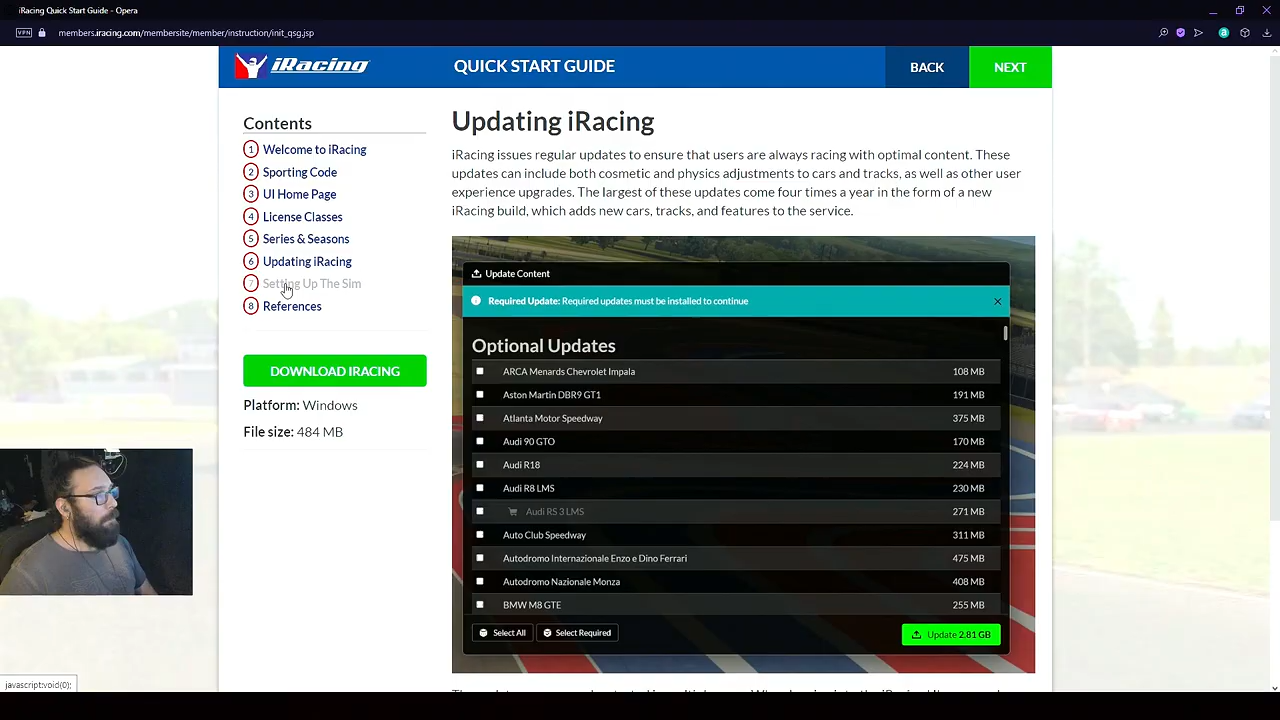 iRacing Quick Start Guide - Opera
VPN
members.iracing.com/membersite/member/instruction/init_qsg.jsp
iRacing
QUICK START GUIDE
BACK
NEXT
Contents
1 Welcome to iRacing
2 Sporting Code
3 UI Home Page
4 License Classes
5 Series & Seasons
6 Updating iRacing
7 Setting Up The Sim
8 References
DOWNLOAD IRACING
Platform: Windows
File size: 484 MB
Updating iRacing
iRacing issues regular updates to ensure that users are always racing with optimal content. These
updates can include both cosmetic and physics adjustments to cars and tracks, as well as other user
experience upgrades. The largest of these updates come four times a year in the form of a new
iRacing build, which adds new cars, tracks, and features to the service.
Update Content
Required Update: Required updates must be installed to continue
Optional Updates
ARCA Menards Chevrolet Impala 108 MB
Aston Martin DBR9 GT1 191 MB
Atlanta Motor Speedway 375 MB
Audi 90 GTO 170 MB
Audi R18 224 MB
Audi R8 LMS 230 MB
Audi RS 3 LMS 271 MB
Auto Club Speedway 311 MB
Autodromo Internazionale Enzo e Dino Ferrari 475 MB
Autodromo Nazionale Monza 408 MB
BMW M8 GTE 255 MB
Select All
Select Required
Update 2.81 GB
javascript:void(0);